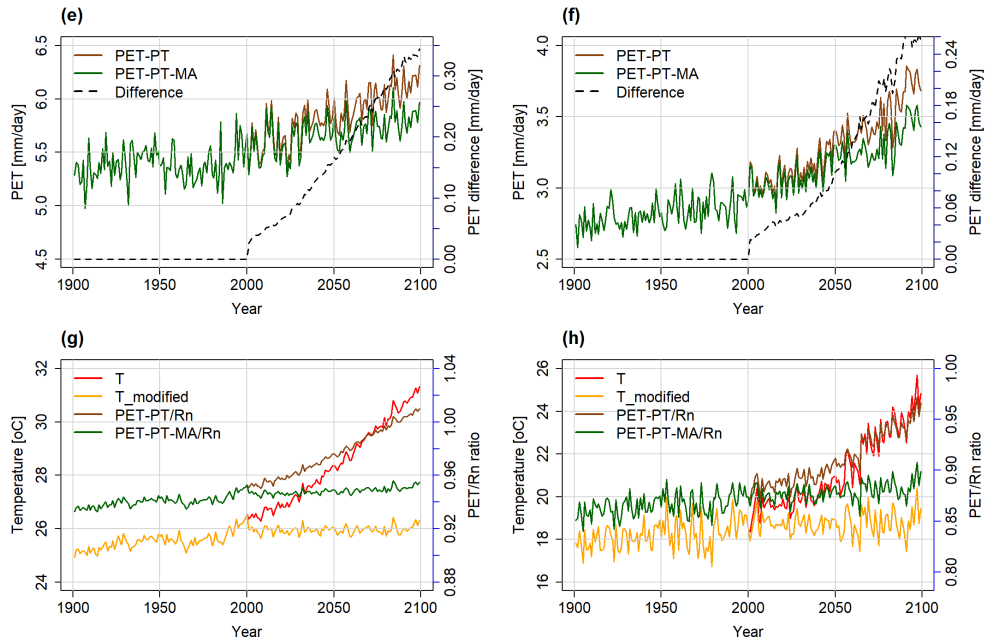 (e)
PET-PT
PET-PT-MA
Difference
PET [mm/day]
4.5 5.0 5.5 6.0 6.5
PET difference [mm/day]
0.00 0.10 0.20 0.30
1900 1950 2000 2050 2100
Year
(f)
PET-PT
PET-PT-MA
Difference
PET [mm/day]
2.5 3.0 3.5 4.0
PET difference [mm/day]
0.00 0.06 0.12 0.18 0.24
1900 1950 2000 2050 2100
Year
(g)
T
T_modified
PET-PT/Rn
PET-PT-MA/Rn
Temperature [oC]
24 26 28 30 32
PET/Rn ratio
0.88 0.92 0.96 1.00 1.04
1900 1950 2000 2050 2100
Year
(h)
T
T_modified
PET-PT/Rn
PET-PT-MA/Rn
Temperature [oC]
16 18 20 22 24 26
PET/Rn ratio
0.80 0.85 0.90 0.95 1.00
1900 1950 2000 2050 2100
Year